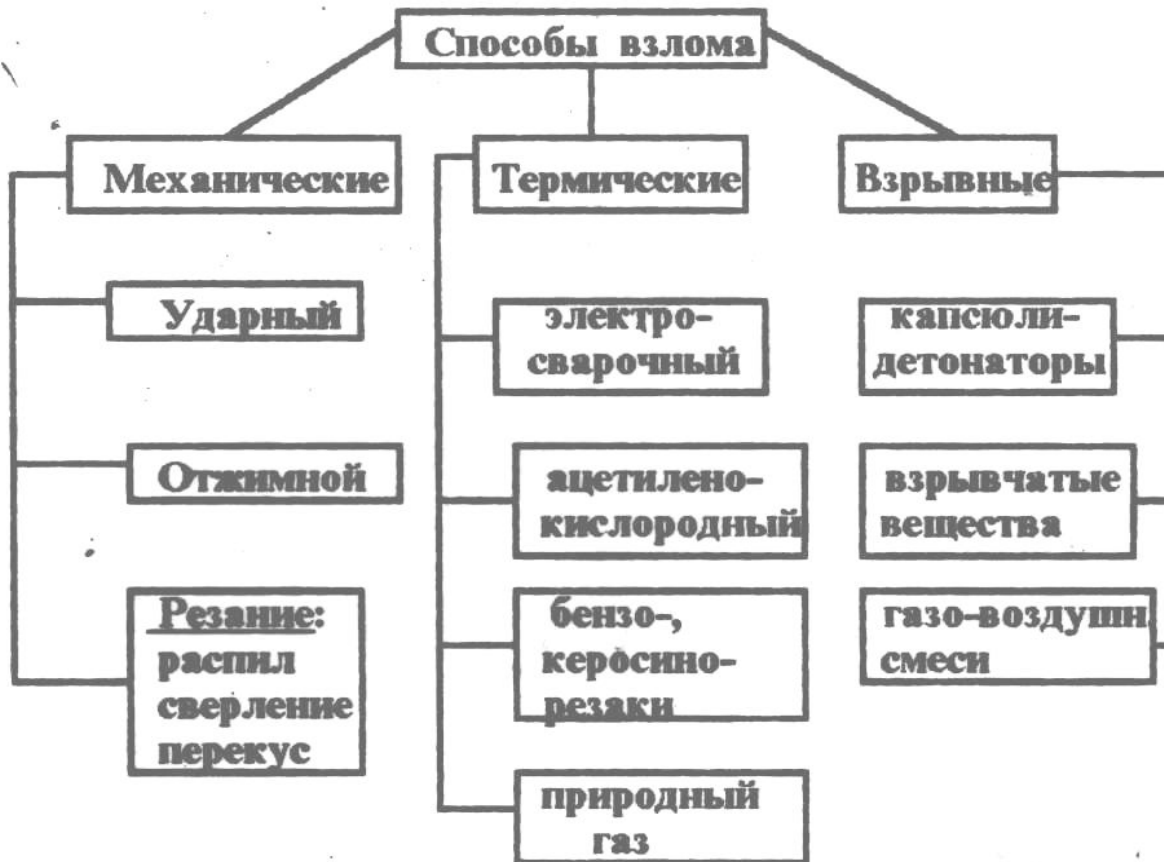 Способы взлома
Механические
Термические
Взрывные
Ударный
Отжимной
Резание:
распил
сверление
перекус
электро-
сварочный
ацетилено-
кислородный
бензо-,
керосино-
резаки
природный
газ
капсюли-
детонаторы
взрывчатые
вещества
газо-воздушн.
смеси